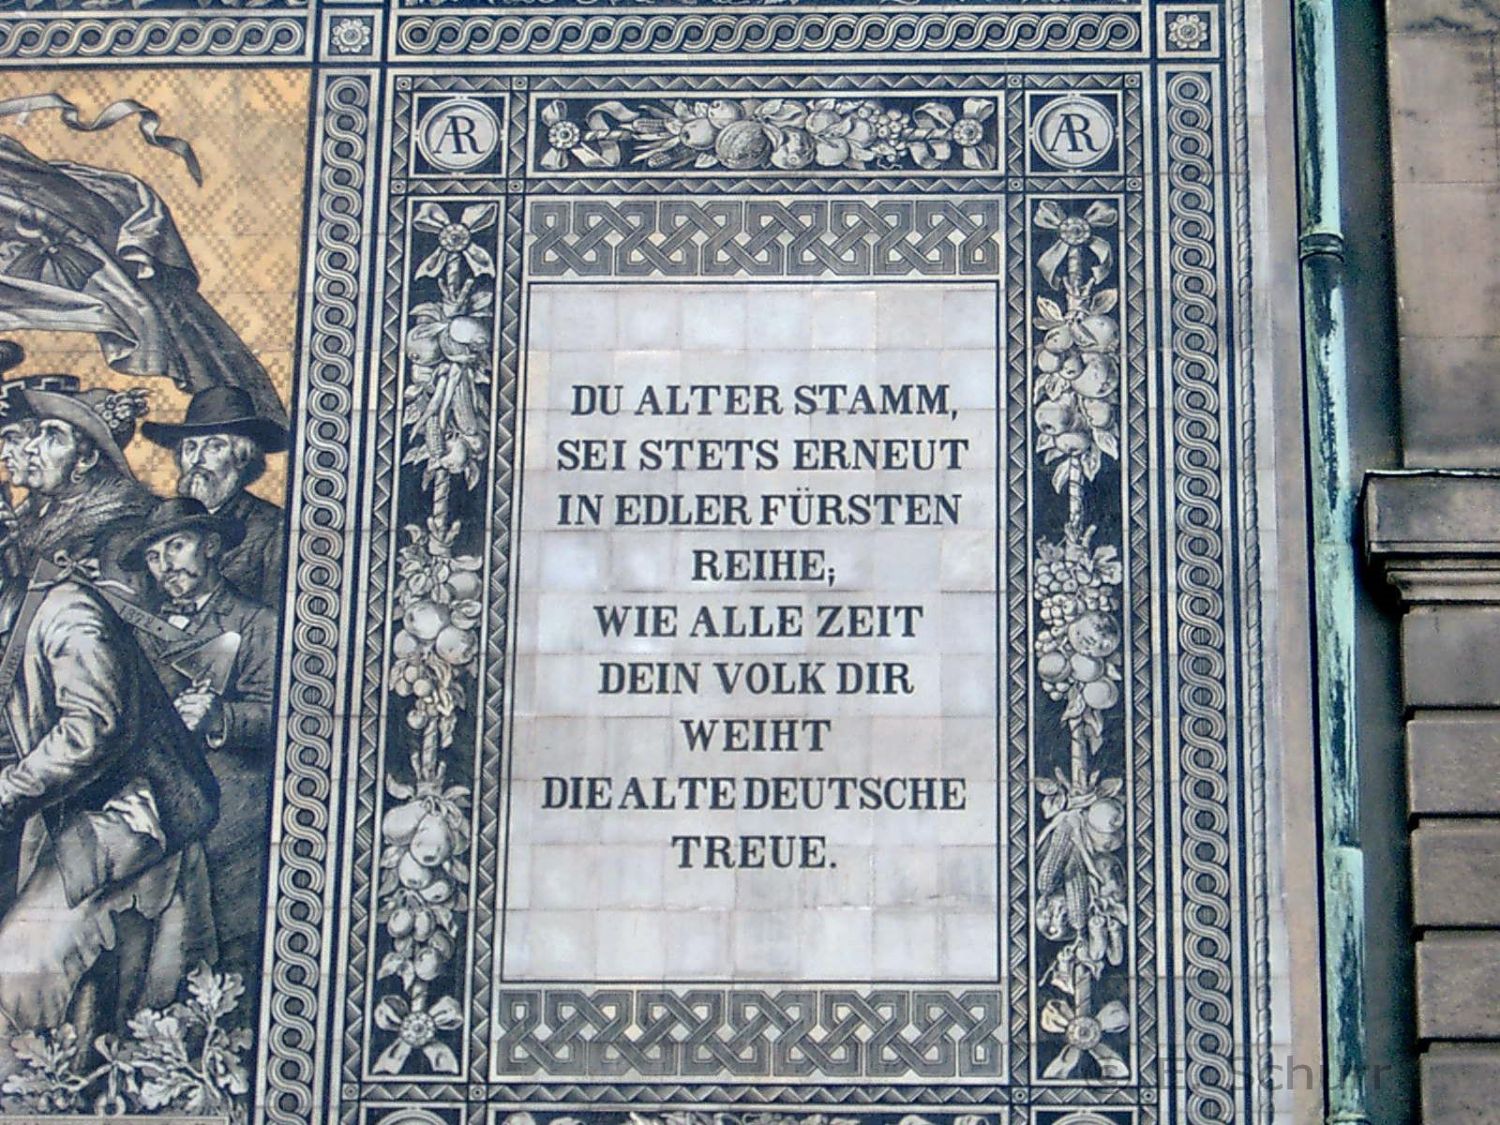 AR AR
DU ALTER STAMM,
SEI STETS ERNEUT
IN EDLER FÜRSTEN
REIHE;
WIE ALLE ZEIT
DEIN VOLK DIR
WEIHT
DIE ALTE DEUTSCHE
TREUE.
© E. Schurr